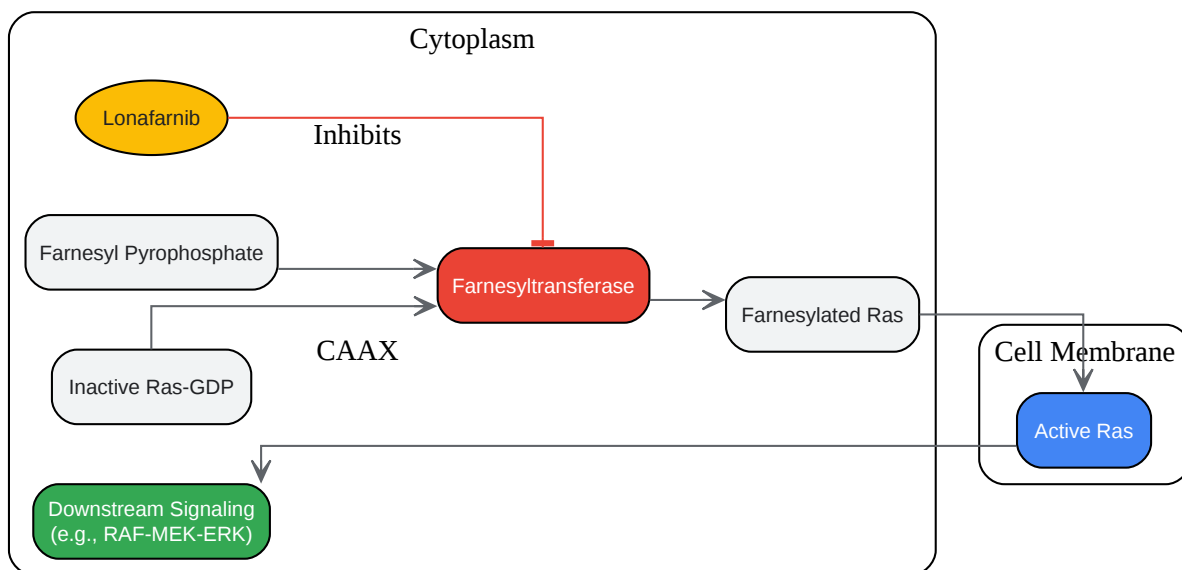 Cytoplasm
Lonafarnib
Inhibits
Farnesyl Pyrophosphate
Farnesyltransferase
Farnesylated Ras
CAAX
Cell Membrane
Inactive Ras-GDP
Active Ras
Downstream Signaling
(e.g., RAF-MEK-ERK)